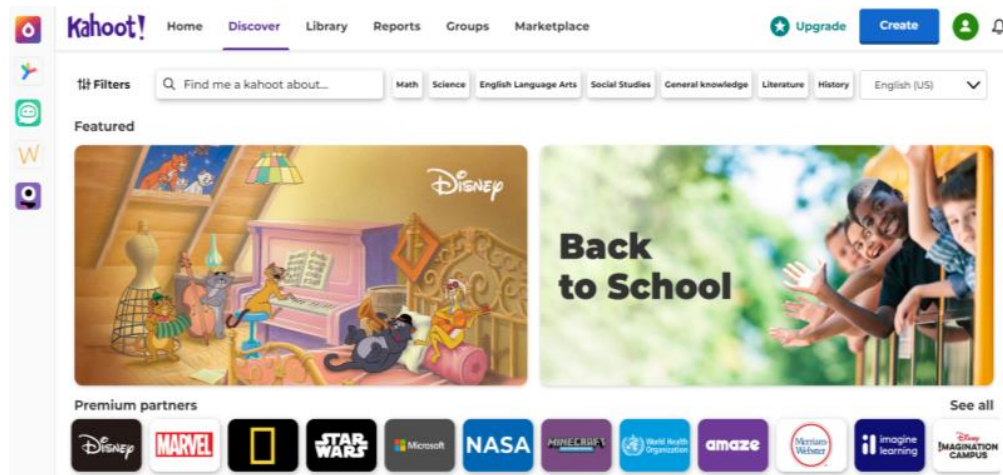 Kahoot! Home Discover Library Reports Groups Marketplace Upgrade Create
Filters Find me a kahoot about... Math Science English Language Arts Social Studies General knowledge Literature History English (US)
W
Featured
Disney
Back
to School
Premium partners See all
Disney MARVEL STAR WARS Microsoft NASA MINECRAFT World Health Organization amaze Merriam-Webster imagine learning Disney IMAGINATION CAMPUS